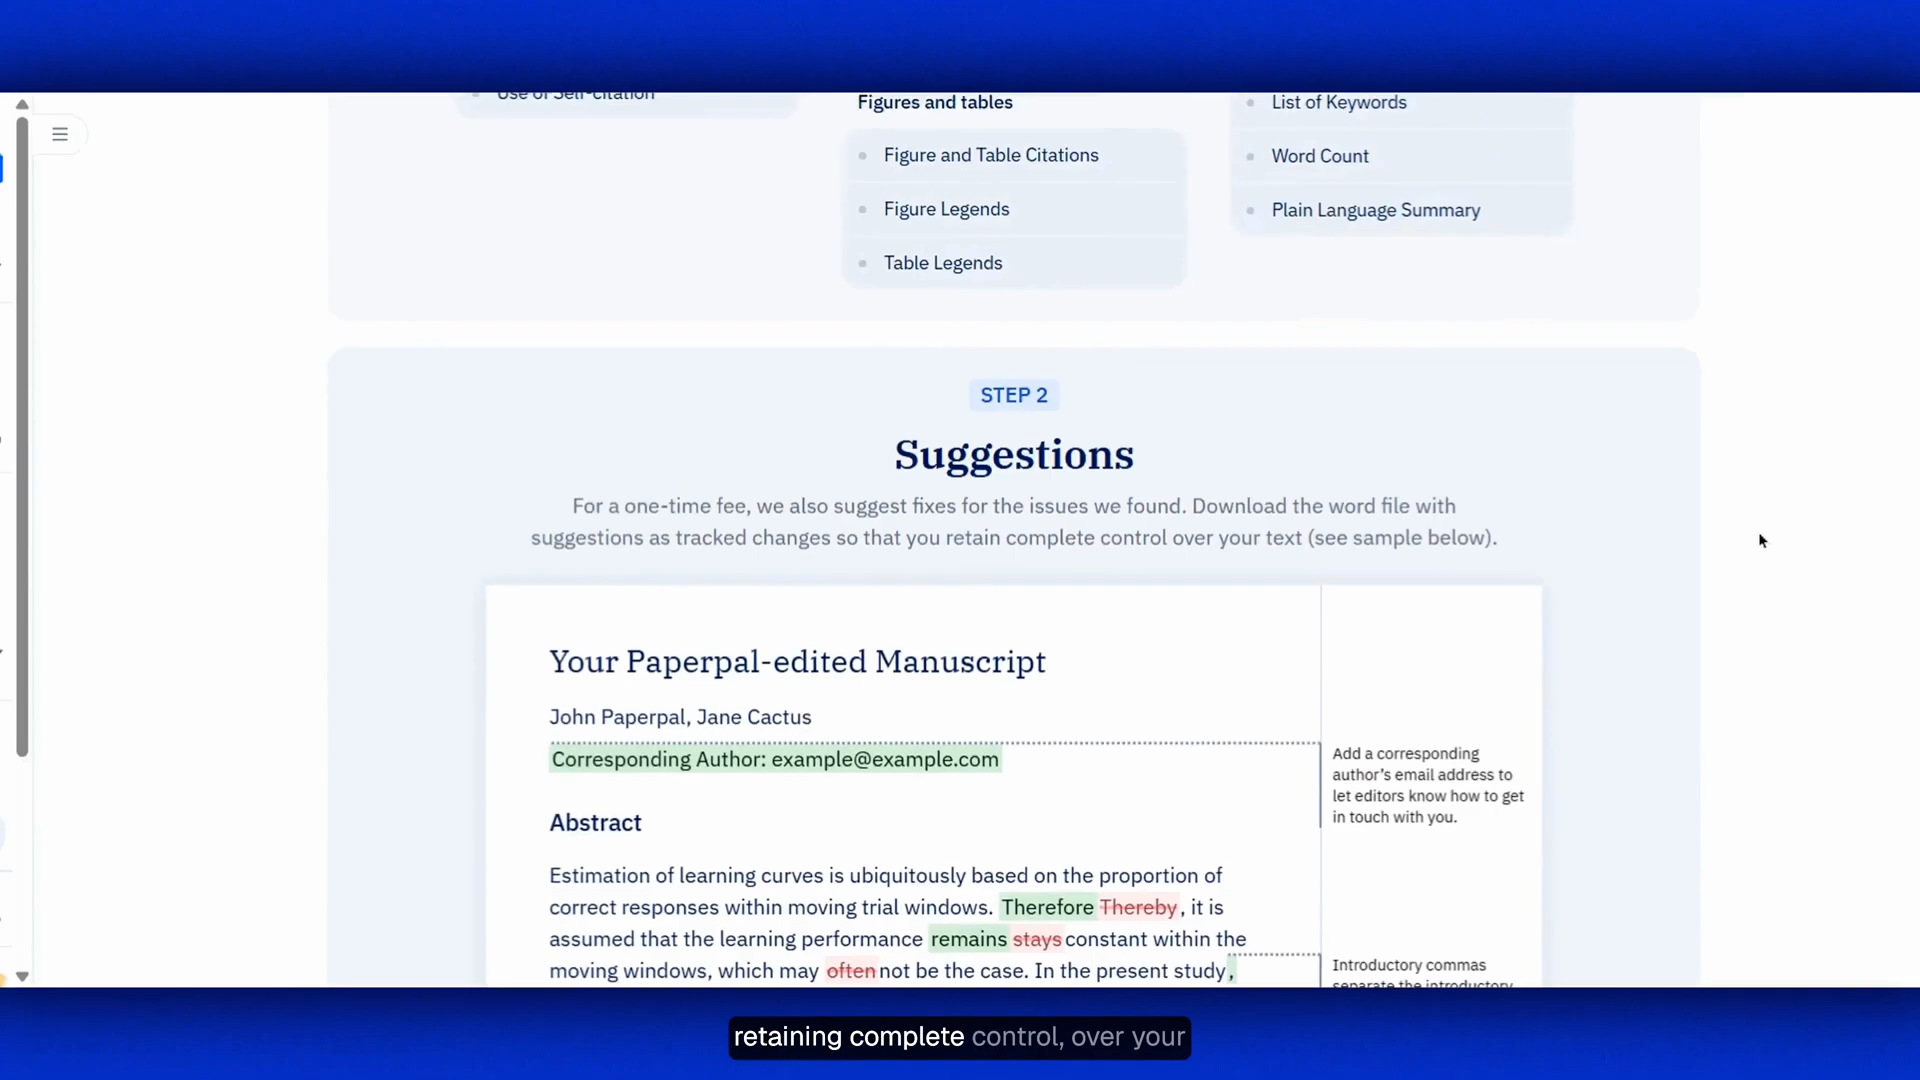 Use of Self-citation
Figures and tables
Figure and Table Citations
Figure Legends
Table Legends
List of Keywords
Word Count
Plain Language Summary
STEP 2
Suggestions
For a one-time fee, we also suggest fixes for the issues we found. Download the word file with
suggestions as tracked changes so that you retain complete control over your text (see sample below).
Your Paperpal-edited Manuscript
John Paperpal, Jane Cactus
Corresponding Author: example@example.com
Add a corresponding
author's email address to
let editors know how to get
in touch with you.
Abstract
Estimation of learning curves is ubiquitously based on the proportion of
correct responses within moving trial windows. Therefore Thereby, it is
assumed that the learning performance remains stays constant within the
moving windows, which may often not be the case. In the present study,
Introductory commas
separate the introductory
retaining complete control, over your